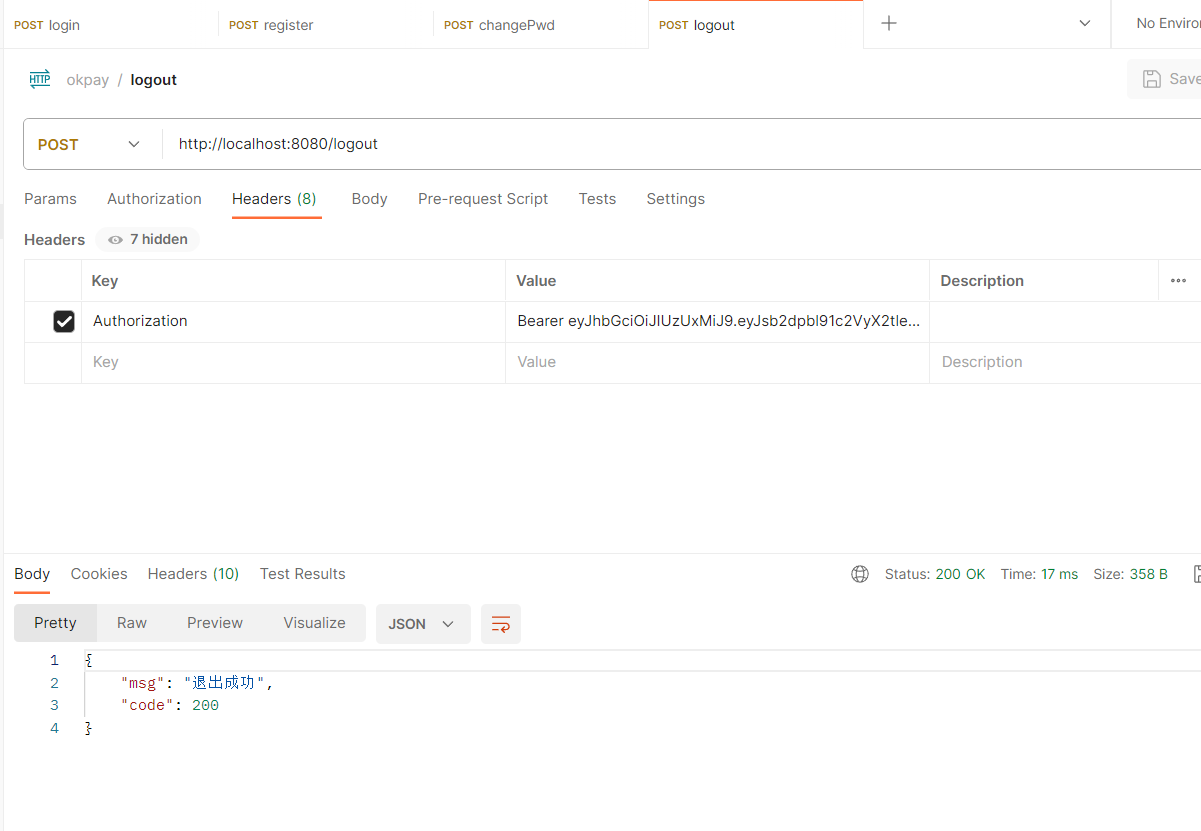 POST login POST register POST changePwd POST logout No Enviro
HTTP okpay / logout Save
POST http://localhost:8080/logout
Params Authorization Headers (8) Body Pre-request Script Tests Settings
Headers 7 hidden
Key Value Description
Authorization Bearer eyJhbGciOiJIUzUxMiJ9.eyJsb2dpbl91c2VyX2tle...
Key Value Description
Body Cookies Headers (10) Test Results Status: 200 OK Time: 17 ms Size: 358 B
Pretty Raw Preview Visualize JSON
1 {
2 "msg": "退出成功",
3 "code": 200
4 }